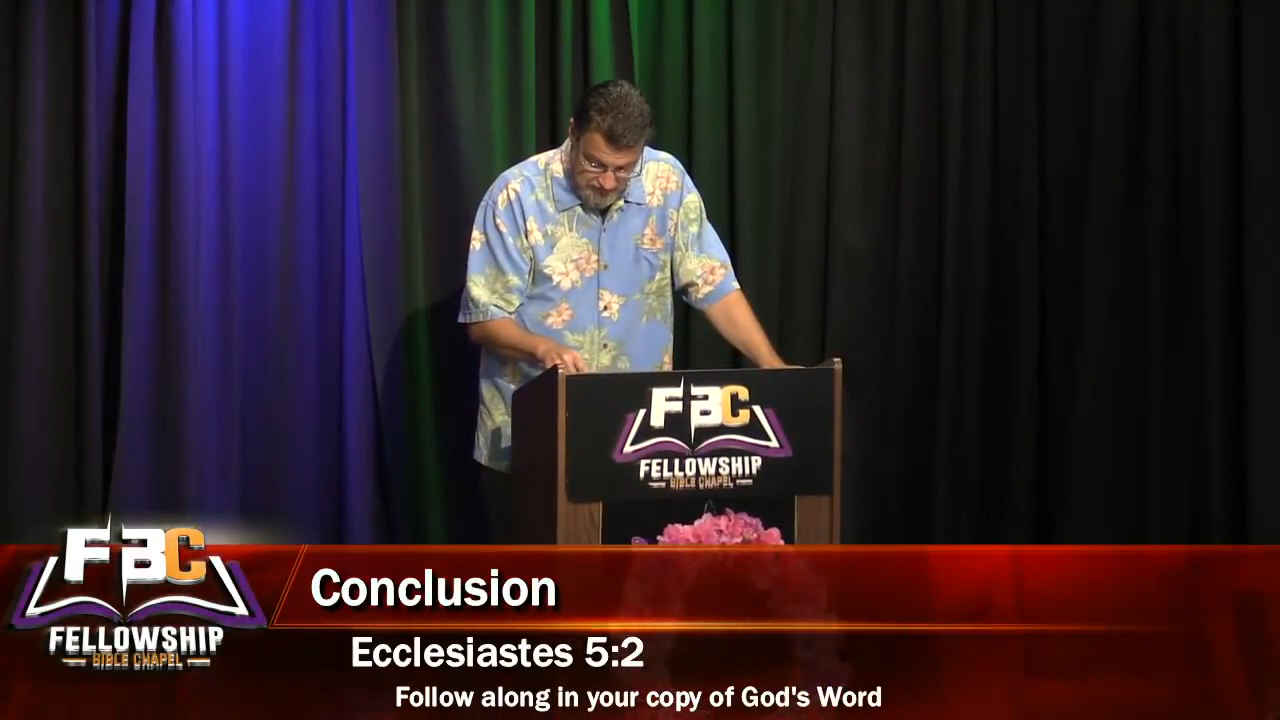 FBC
FELLOWSHIP
BIBLE CHAPEL
FBC
FELLOWSHIP
BIBLE CHAPEL
Conclusion
Ecclesiastes 5:2
Follow along in your copy of God's Word